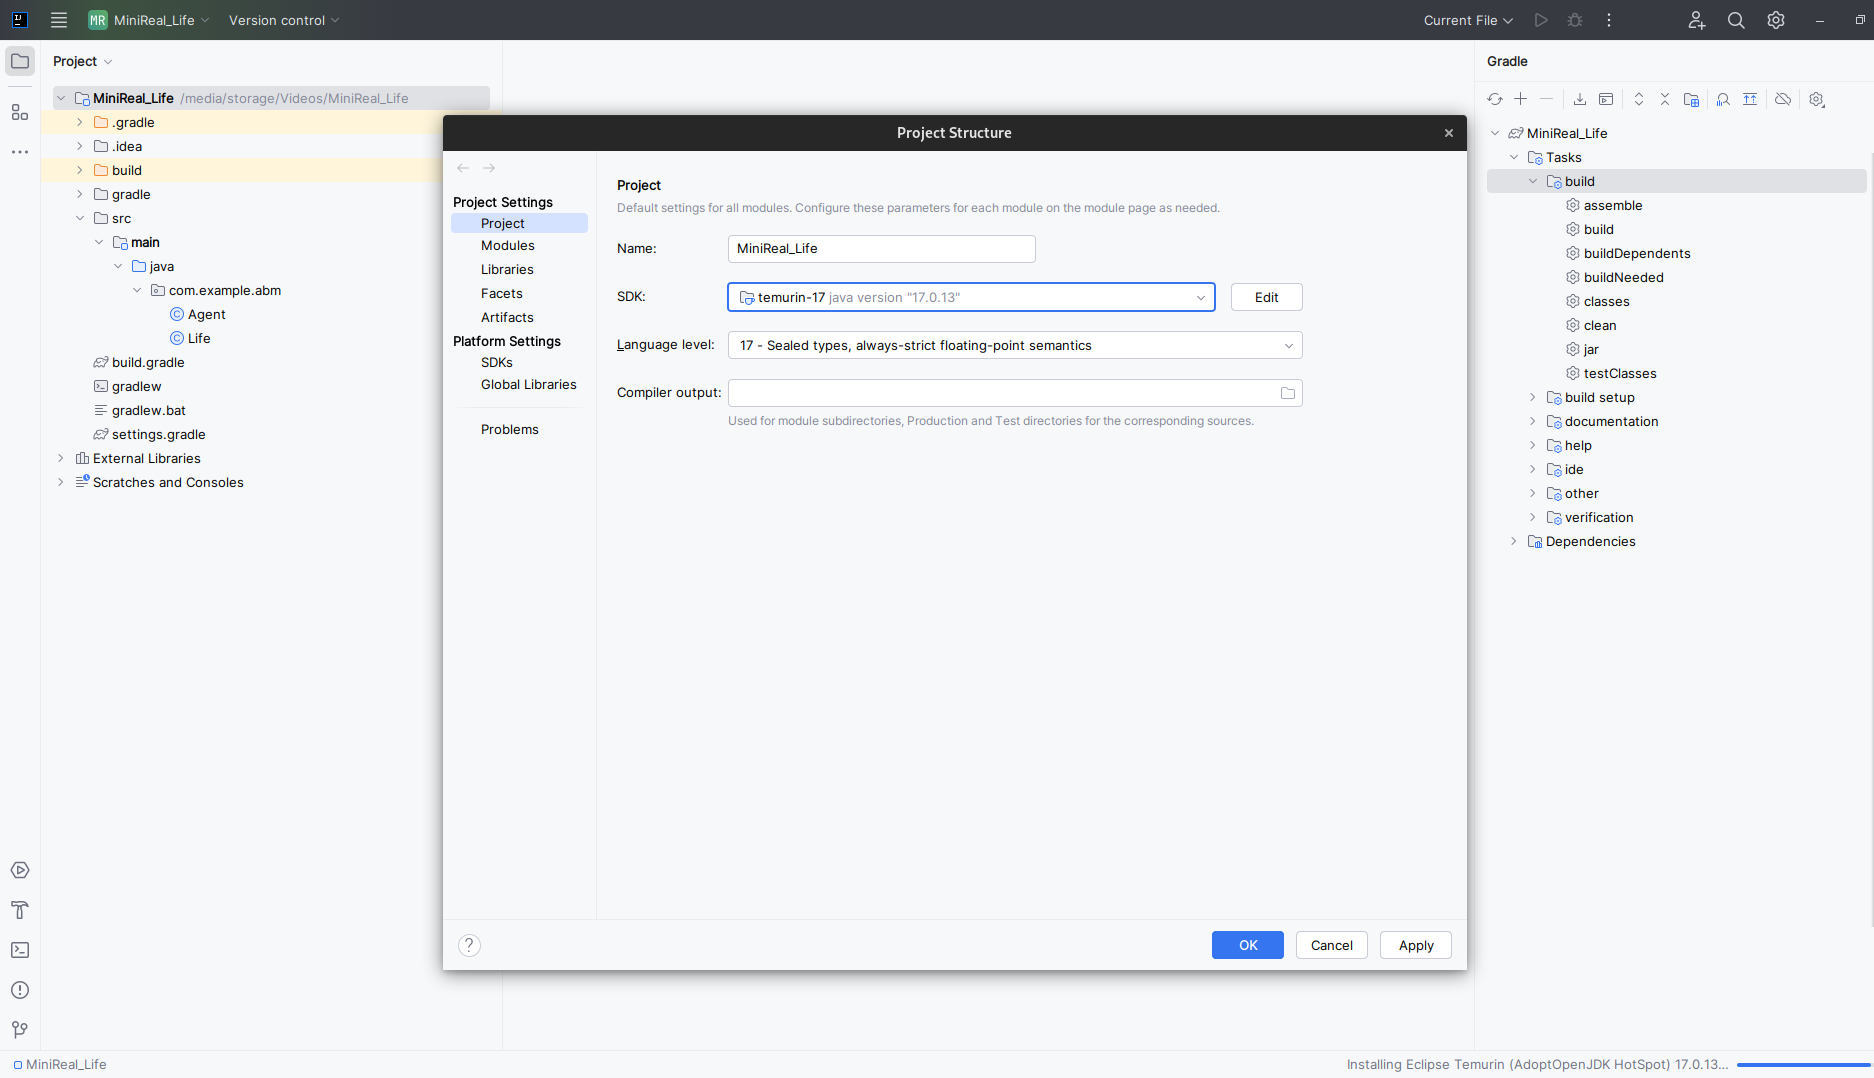 MR MiniReal_Life Version control Current File
Project
MiniReal_Life /media/storage/Videos/MiniReal_Life
.gradle
.idea
build
gradle
src
main
java
com.example.abm
Agent
Life
build.gradle
gradlew
gradlew.bat
settings.gradle
External Libraries
Scratches and Consoles
Project Structure
Project Settings
Project
Modules
Libraries
Facets
Artifacts
Platform Settings
SDKs
Global Libraries
Problems
Project
Default settings for all modules. Configure these parameters for each module on the module page as needed.
Name: MiniReal_Life
SDK: temurin-17 java version "17.0.13" Edit
Language level: 17 - Sealed types, always-strict floating-point semantics
Compiler output:
Used for module subdirectories, Production and Test directories for the corresponding sources.
? OK Cancel Apply
Gradle
MiniReal_Life
Tasks
build
assemble
build
buildDependents
buildNeeded
classes
clean
jar
testClasses
build setup
documentation
help
ide
other
verification
Dependencies
MiniReal_Life Installing Eclipse Temurin (AdoptOpenJDK HotSpot) 17.0.13...